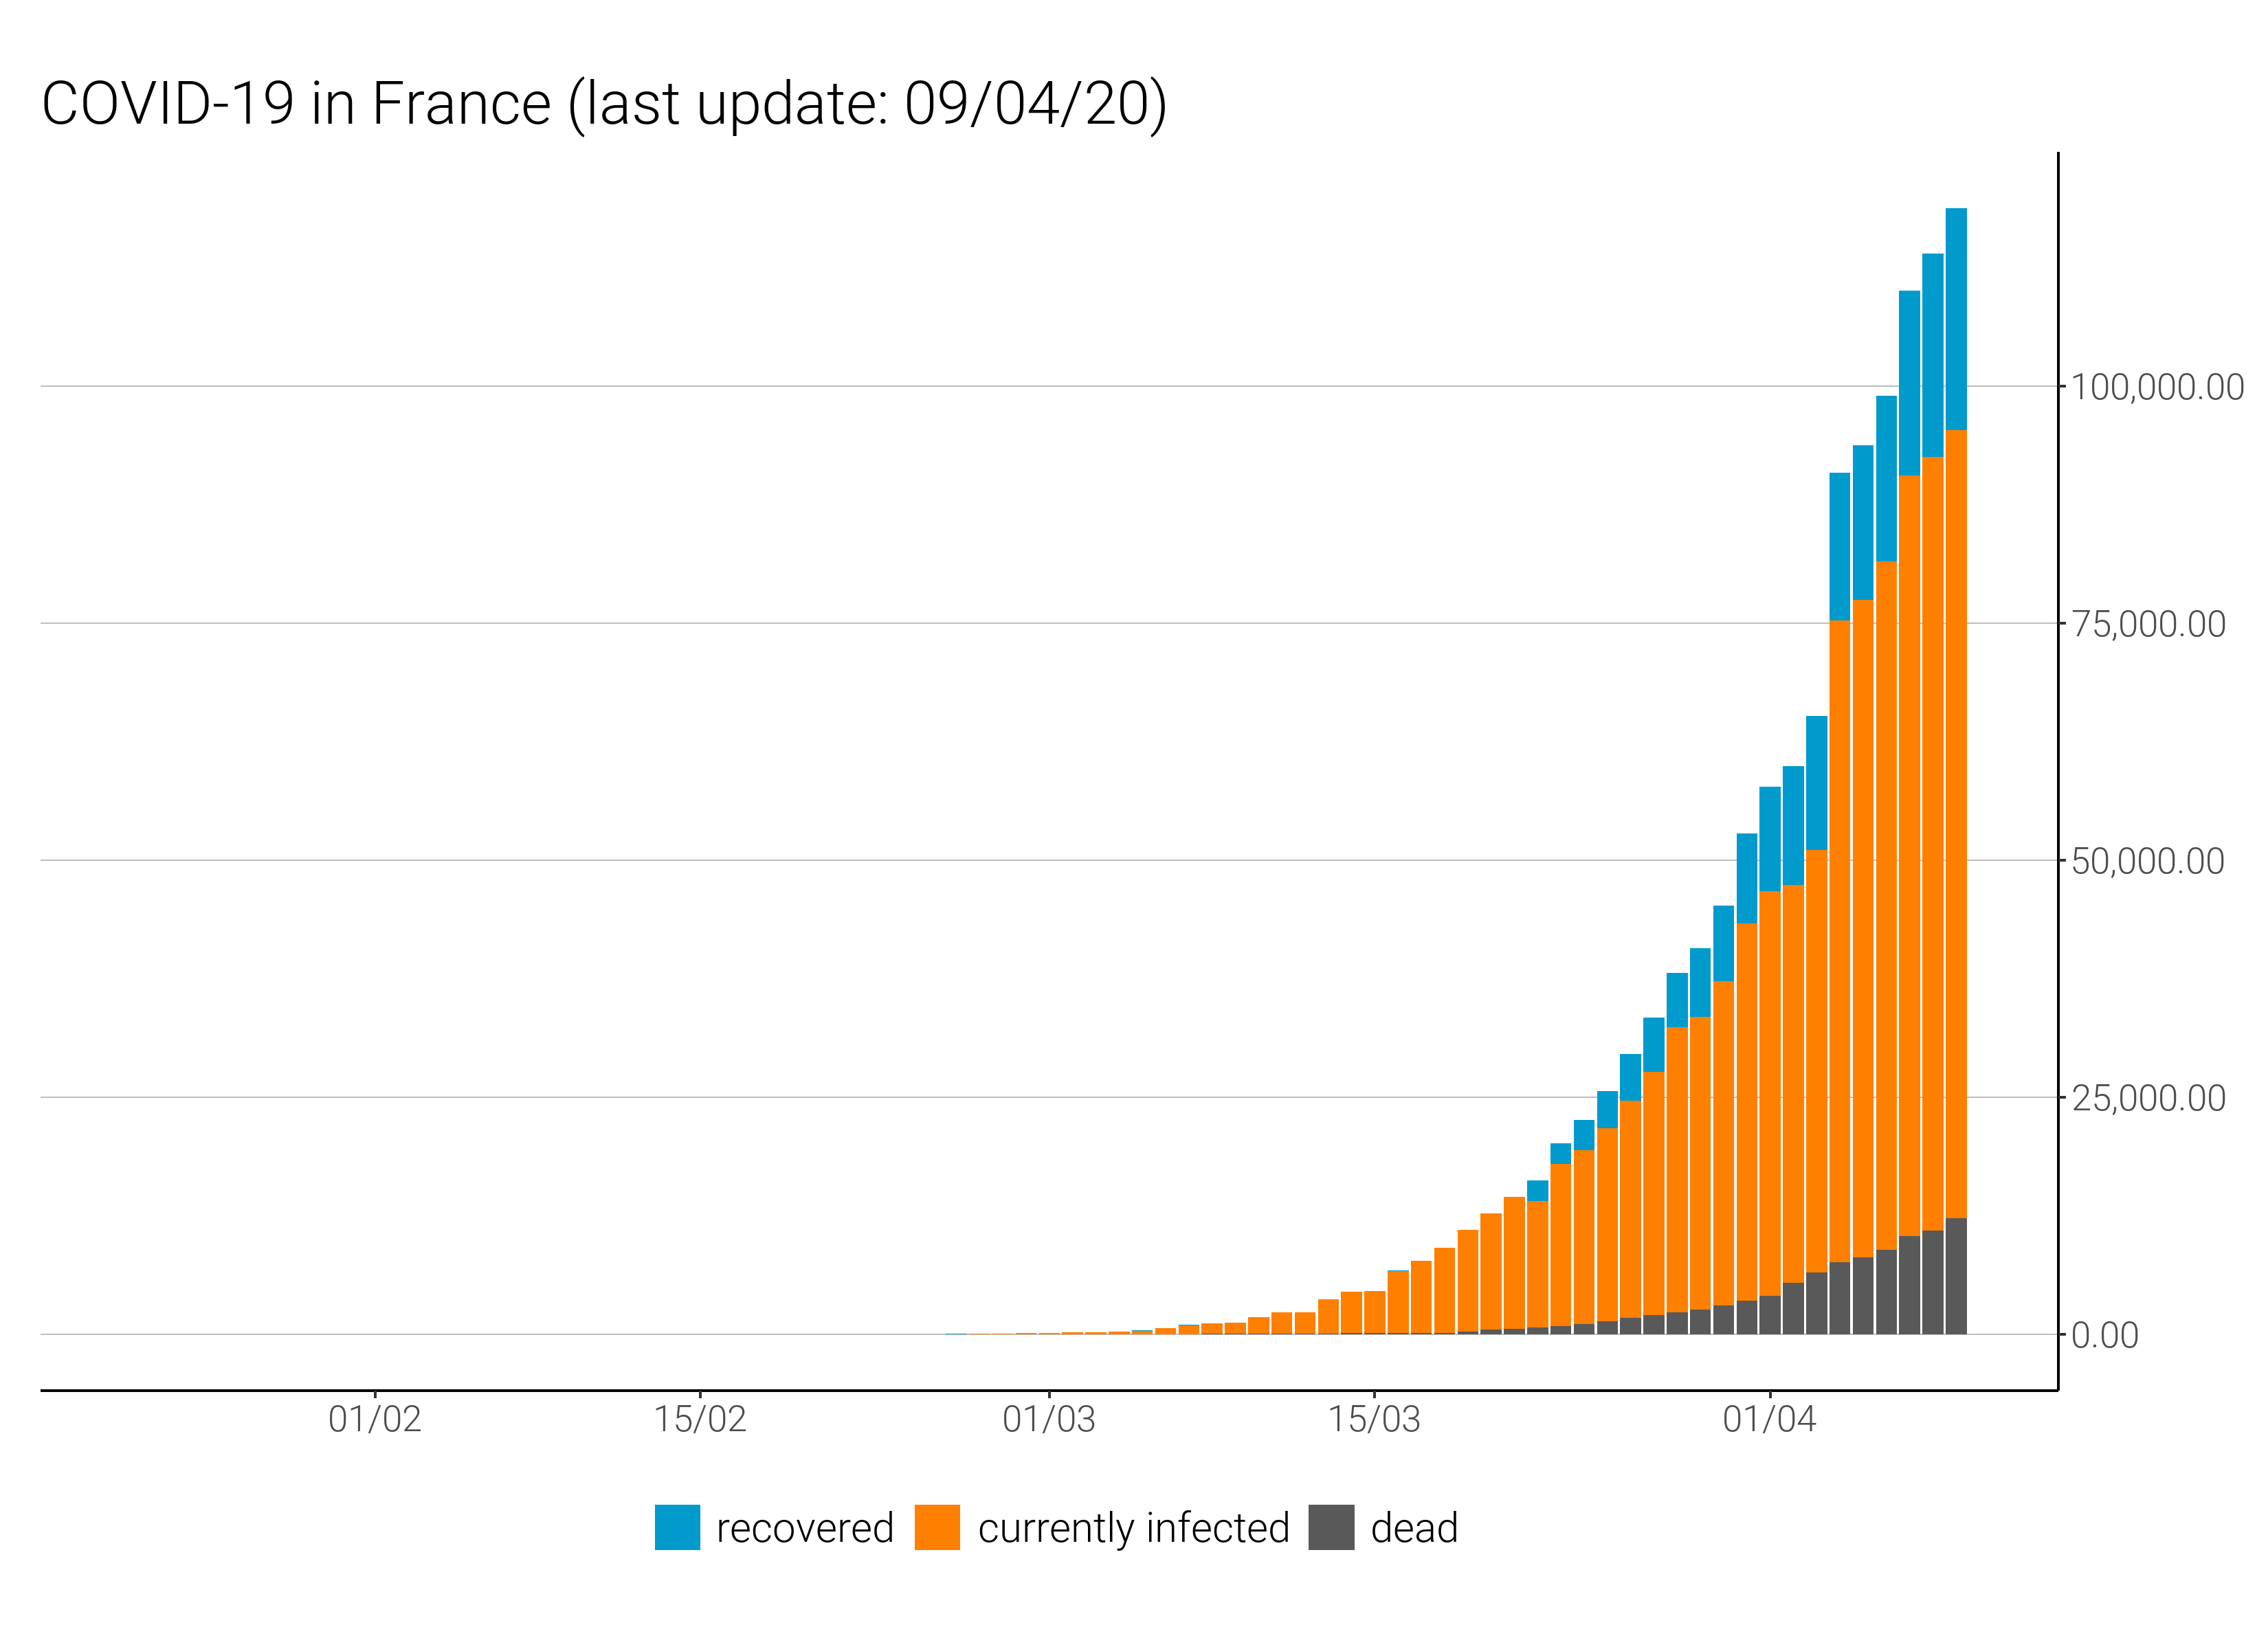 COVID-19 in France (last update: 09/04/20)
100,000.00
75,000.00
50,000.00
25,000.00
0.00
01/02 15/02 01/03 15/03 01/04
recovered currently infected dead